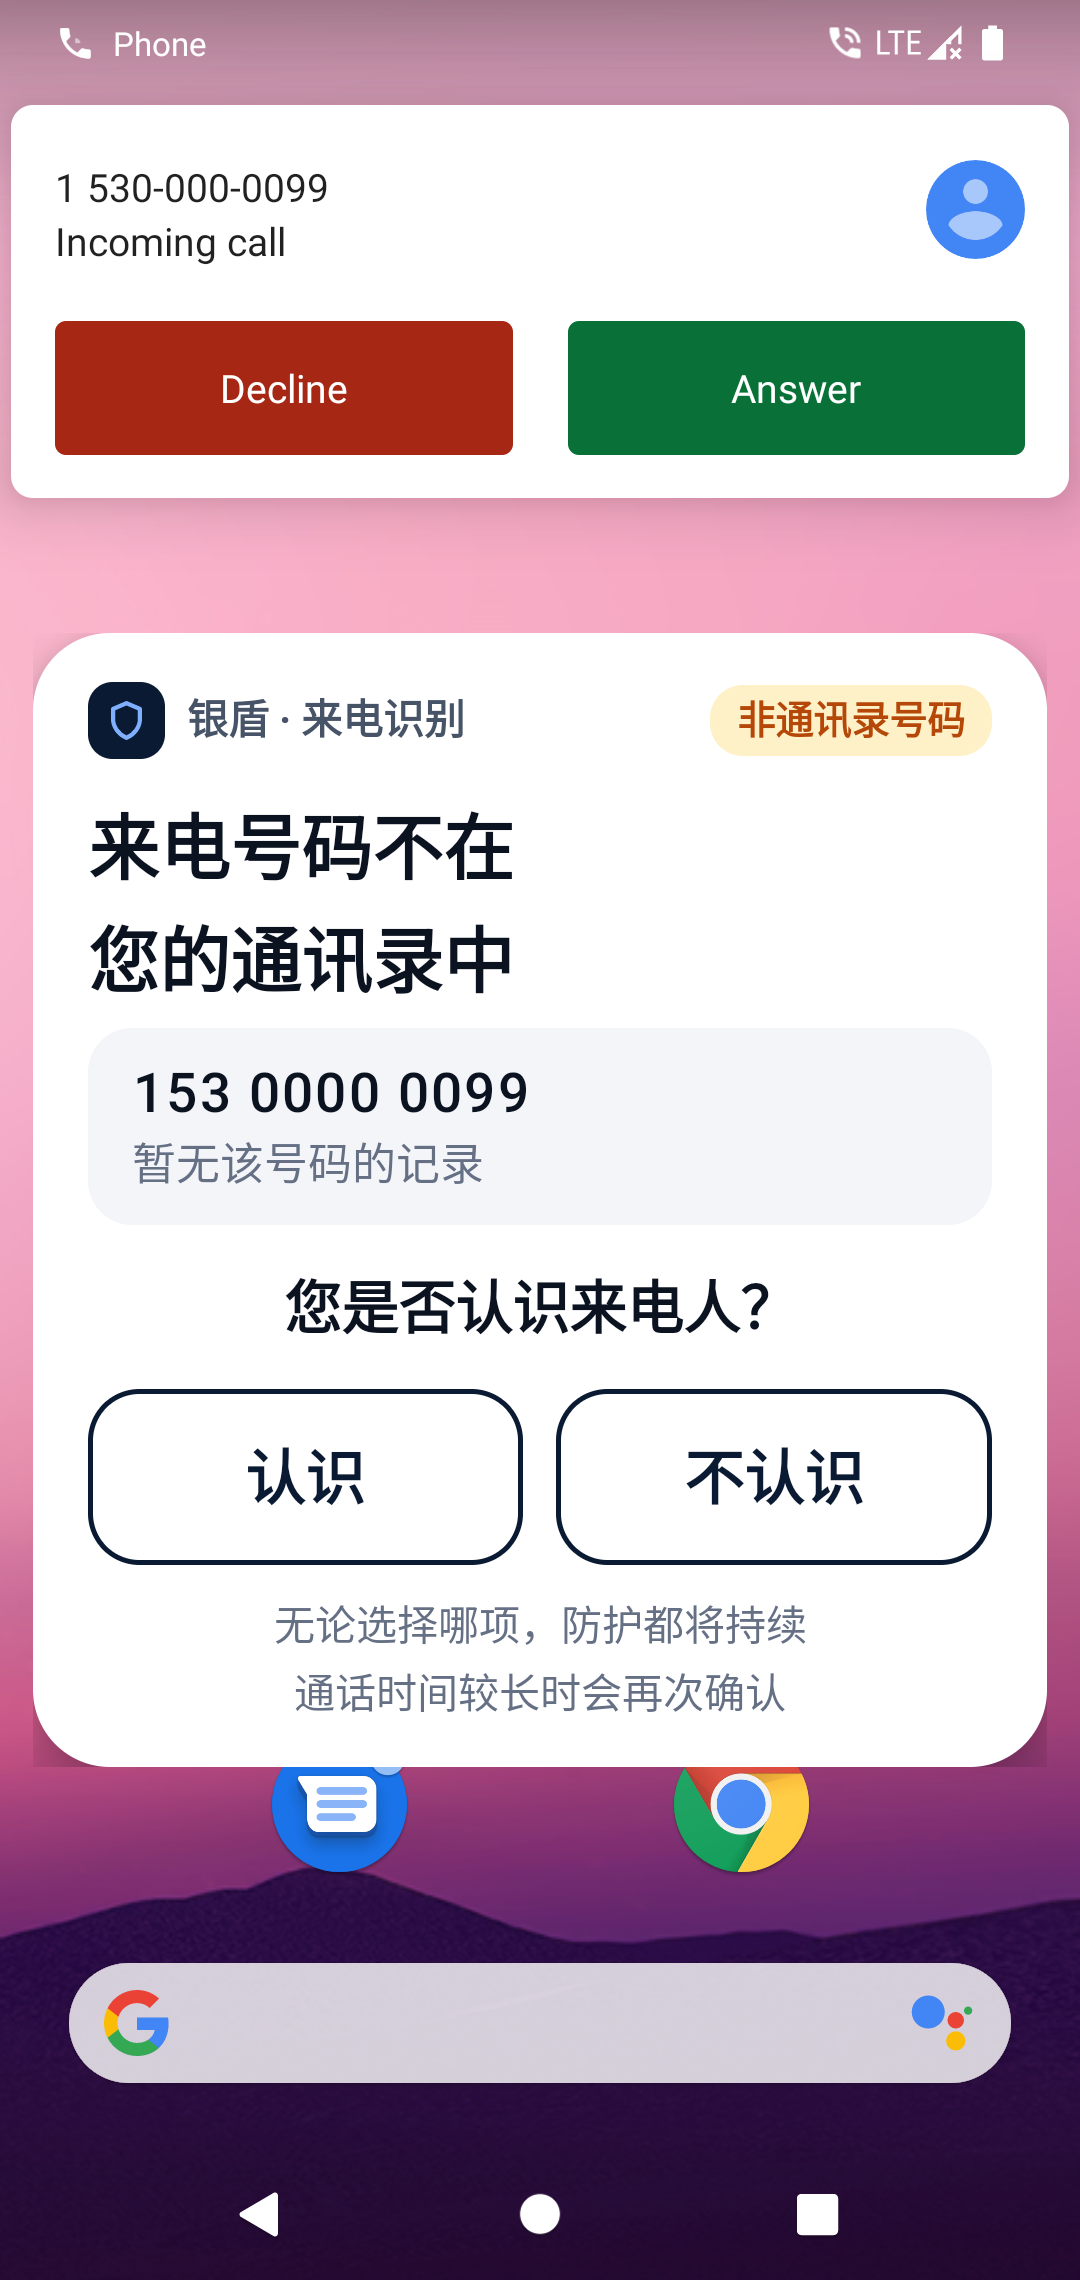 Phone
LTE
1 530-000-0099
Incoming call
Decline
Answer
银盾 · 来电识别
非通讯录号码
来电号码不在
您的通讯录中
153 0000 0099
暂无该号码的记录
您是否认识来电人？
认识
不认识
无论选择哪项，防护都将持续
通话时间较长时会再次确认